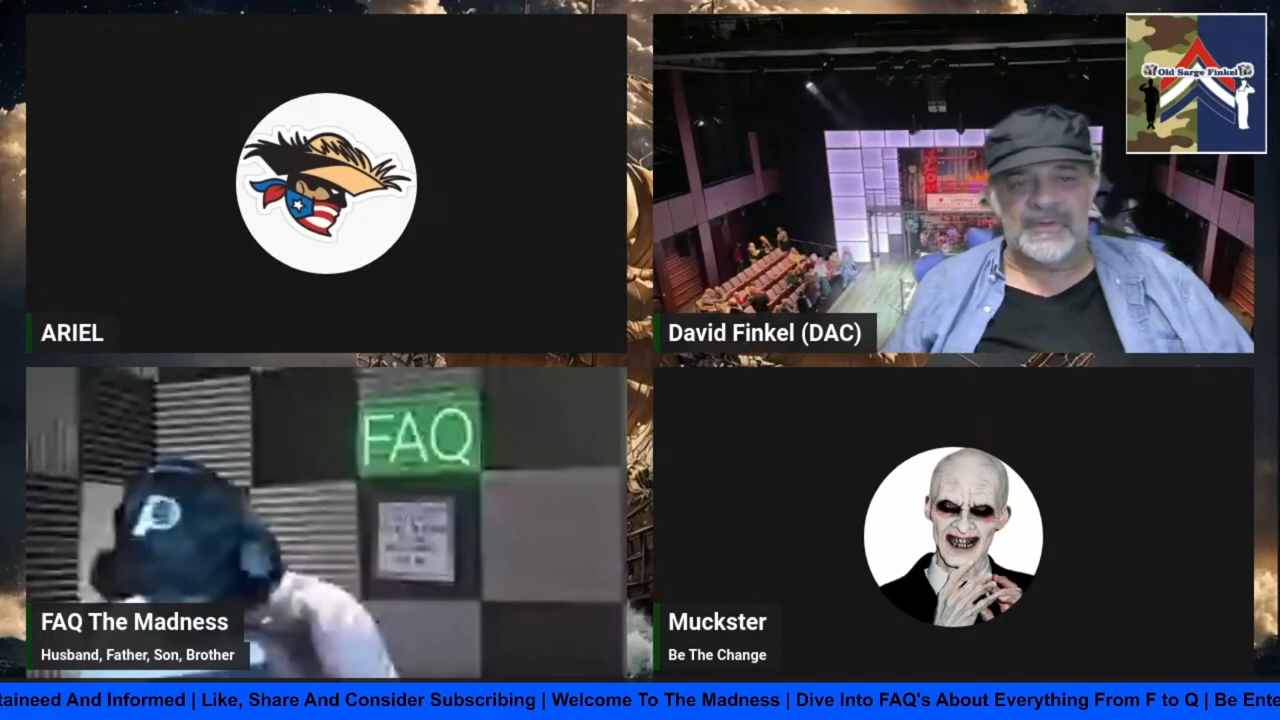 Old Sarge Finkel
ARIEL
David Finkel (DAC)
FAQ
FAQ The Madness
Husband, Father, Son, Brother
Muckster
Be The Change
taineed And Informed | Like, Share And Consider Subscribing | Welcome To The Madness | Dive Into FAQ's About Everything From F to Q | Be Ente